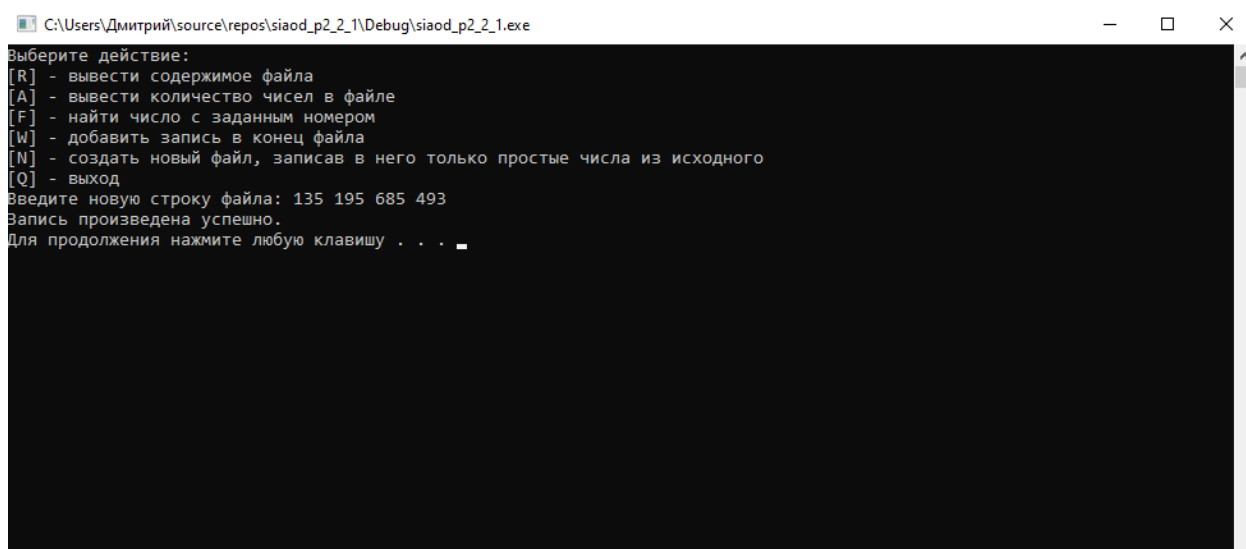 C:\Users\Дмитрий\source\repos\siaod_p2_2_1\Debug\siaod_p2_2_1.exe
Выберите действие:
[R] - вывести содержимое файла
[A] - вывести количество чисел в файле
[F] - найти число с заданным номером
[W] - добавить запись в конец файла
[N] - создать новый файл, записав в него только простые числа из исходного
[Q] - выход
Введите новую строку файла: 135 195 685 493
Запись произведена успешно.
Для продолжения нажмите любую клавишу . . .